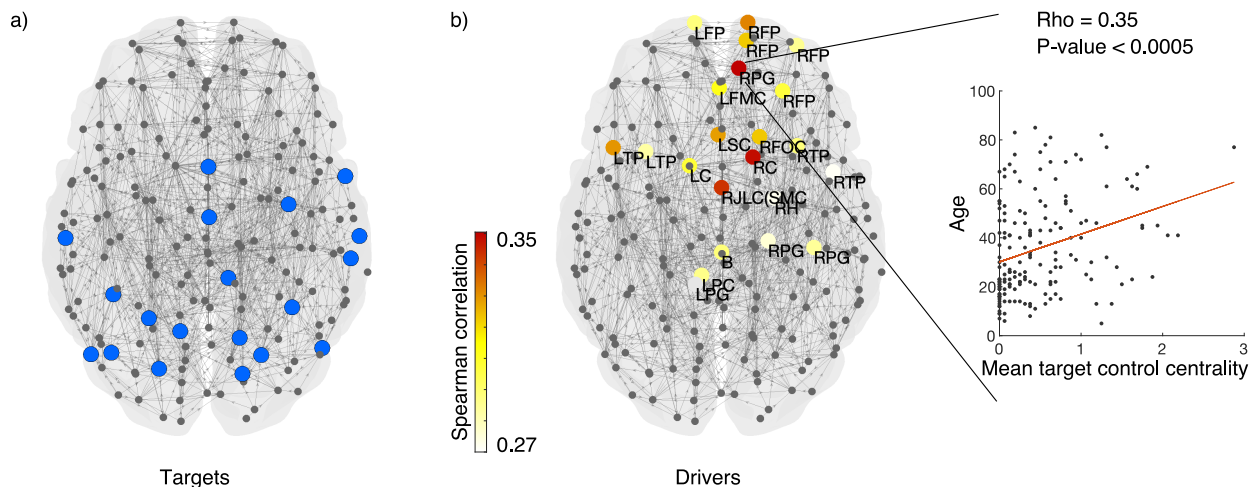 a)
Targets
b)
Spearman correlation
0.35
0.27
LFP
RFP
RFP
RFP
RPG
LFMC
RFP
LSC
RFOC
RTP
LTP
LTP
LC
RC
RTP
RJLC(SMC
RH
RPG
RPG
B
LPC
LPG
Drivers
Rho = 0.35
P-value < 0.0005
Age
100
80
60
40
20
0
0
1
2
3
Mean target control centrality